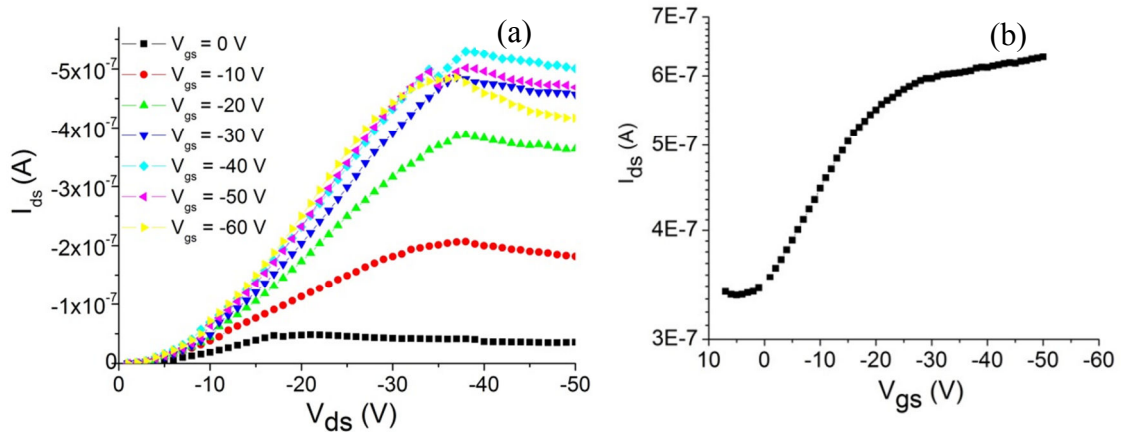 (a)
V_gs = 0 V
V_gs = -10 V
V_gs = -20 V
V_gs = -30 V
V_gs = -40 V
V_gs = -50 V
V_gs = -60 V
-5x10^-7
-4x10^-7
-3x10^-7
-2x10^-7
-1x10^-7
0
I_ds (A)
0 -10 -20 -30 -40 -50
V_ds (V)
(b)
7E-7
6E-7
5E-7
4E-7
3E-7
I_ds (A)
10 0 -10 -20 -30 -40 -50 -60
V_gs (V)